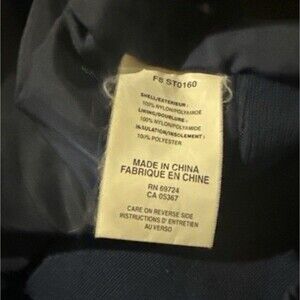 F8 ST0160
SHELL/EXTERIEUR:
100% NYLON/POLYAMIDE
LINING/DOUBLURE:
100% NYLON/POLYAMIDE
INSULATION/ISOLEMENT:
100% POLYESTER
MADE IN CHINA
FABRIQUE EN CHINE
RN 69724
CA 05367
CARE ON REVERSE SIDE
INSTRUCTIONS D' ENTRETIEN
AU VERSO